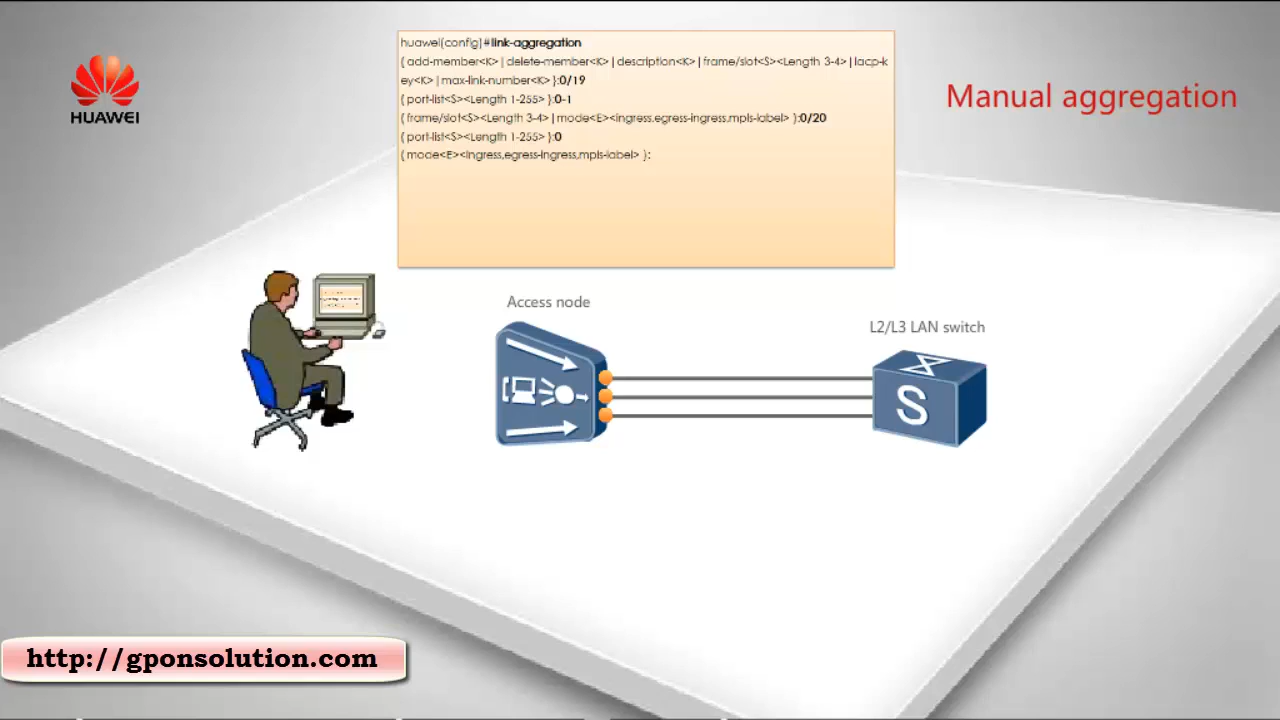 HUAWEI
huawei(config)#link-aggregation
{ add-member<K>|delete-member<K>|description<K>|frame/slot<S><Length 3-4>|lacp-k
ey<K>|max-link-number<K> }:0/19
{ port-list<S><Length 1-255> }:0-1
{ frame/slot<S><Length 3-4>|mode<E><ingress,egress-ingress,mpls-label> }:0/20
{ port-list<S><Length 1-255> }:0
{ mode<E><ingress,egress-ingress,mpls-label> }:
Manual aggregation
Access node
L2/L3 LAN switch
S
http://gponsolution.com